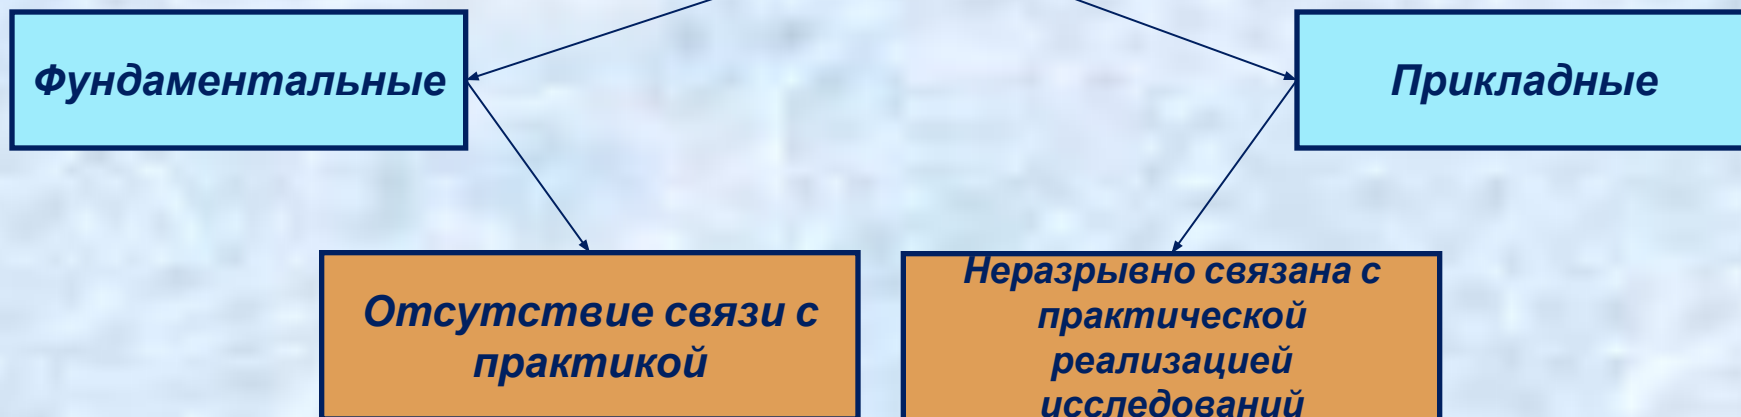 Фундаментальные
Прикладные
Отсутствие связи с
практикой
Неразрывно связана с
практической
реализацией
исследований